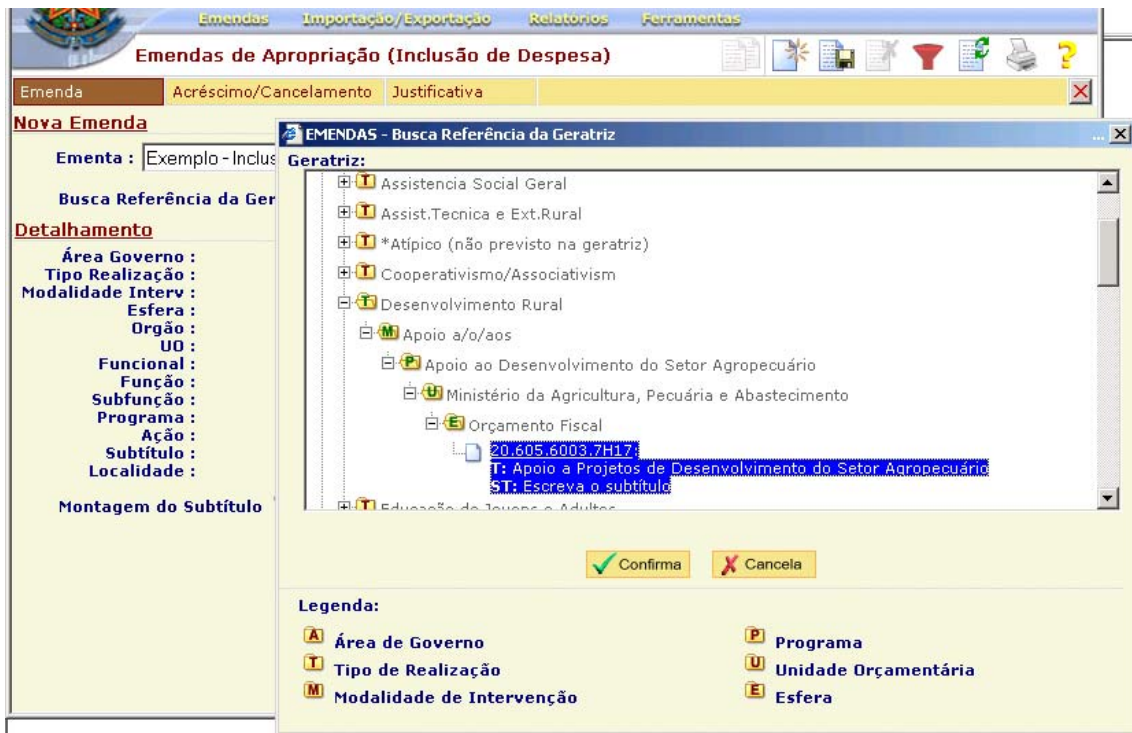 Emendas Importação/Exportação Relatórios Ferramentas
Emendas de Apropriação (Inclusão de Despesa)
Emenda Acréscimo/Cancelamento Justificativa
Nova Emenda
Ementa : Exemplo - Inclus
Busca Referência da Ger
Detalhamento
Área Governo :
Tipo Realização :
Modalidade Interv :
Esfera :
Orgão :
UO :
Funcional :
Função :
Subfunção :
Programa :
Ação :
Subtítulo :
Localidade :
Montagem do Subtítulo
EMENDAS - Busca Referência da Geratriz ...
Geratriz:
T Assistencia Social Geral
T Assist.Tecnica e Ext.Rural
T *Atípico (não previsto na geratriz)
T Cooperativismo/Associativism
T Desenvolvimento Rural
M Apoio a/o/aos
P Apoio ao Desenvolvimento do Setor Agropecuário
U Ministério da Agricultura, Pecuária e Abastecimento
E Orçamento Fiscal
20.605.6003.7H17:
T: Apoio a Projetos de Desenvolvimento do Setor Agropecuário
ST: Escreva o subtítulo
T Educação de Jovens e Adultos
Confirma Cancela
Legenda:
A Área de Governo
T Tipo de Realização
M Modalidade de Intervenção
P Programa
U Unidade Orçamentária
E Esfera